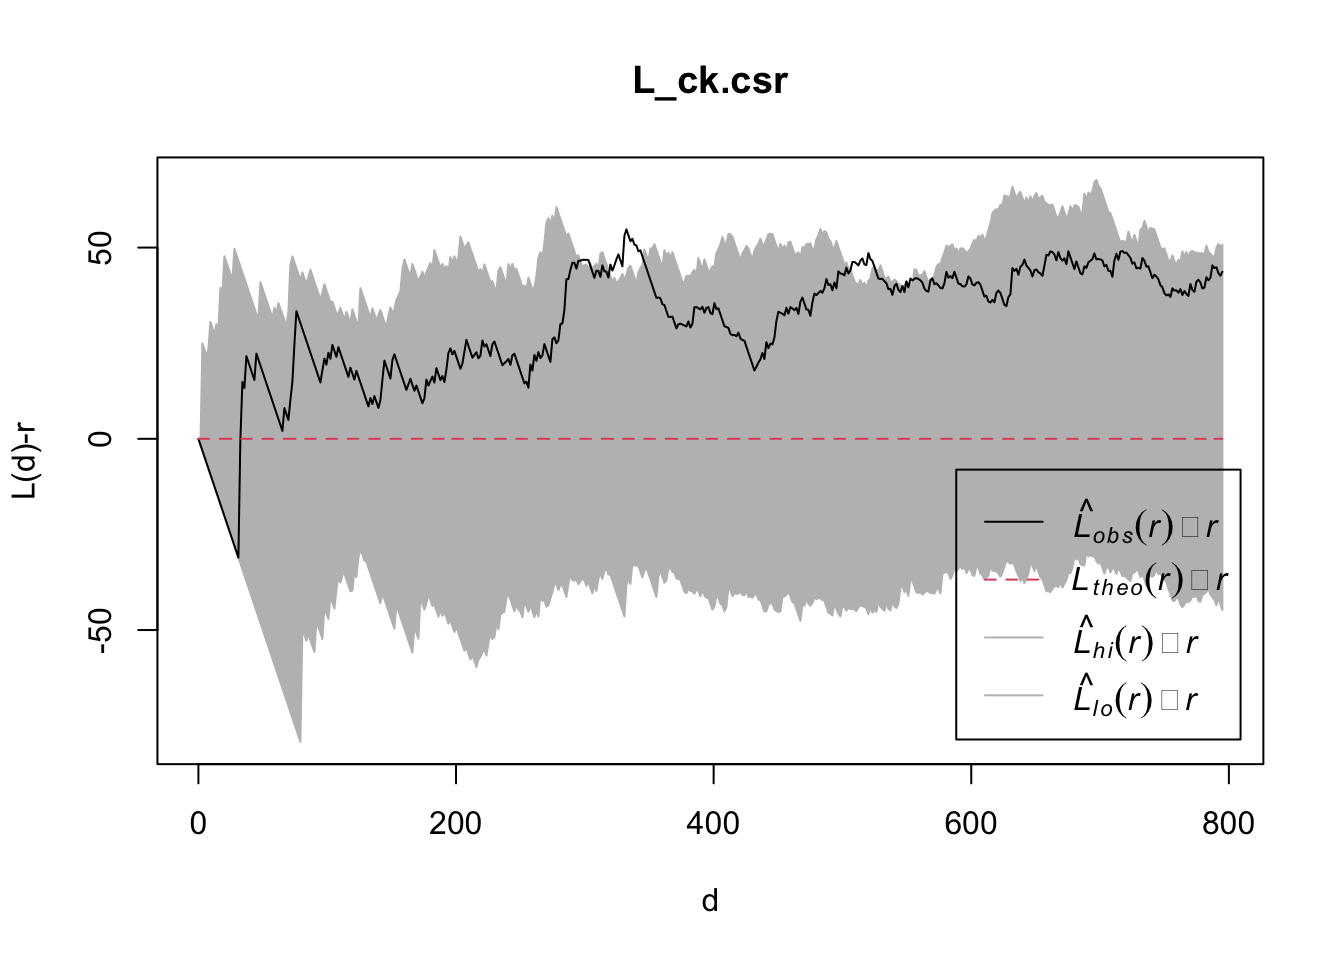 L_ck.csr
L(d)-r
50
0
-50
0 200 400 600 800
d
L̂obs(r) □ r
Ltheo(r) □ r
L̂hi(r) □ r
L̂lo(r) □ r